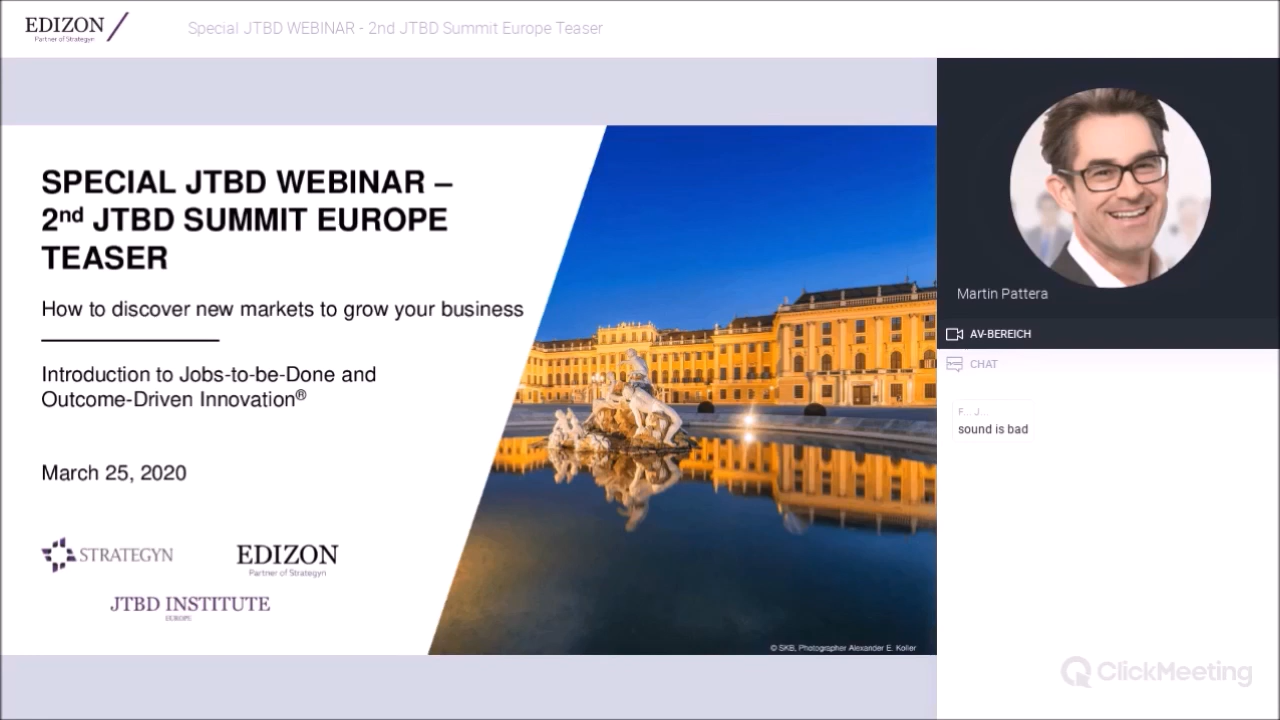 EDIZON
Partner of Strategyn
Special JTBD WEBINAR - 2nd JTBD Summit Europe Teaser
SPECIAL JTBD WEBINAR –
2nd JTBD SUMMIT EUROPE
TEASER
How to discover new markets to grow your business
Introduction to Jobs-to-be-Done and
Outcome-Driven Innovation®
March 25, 2020
STRATEGYN
EDIZON
Partner of Strategyn
JTBD INSTITUTE
EUROPE
© SKB, Photographer Alexander E. Koller
Martin Pattera
AV-BEREICH
CHAT
F... J...
sound is bad
ClickMeeting